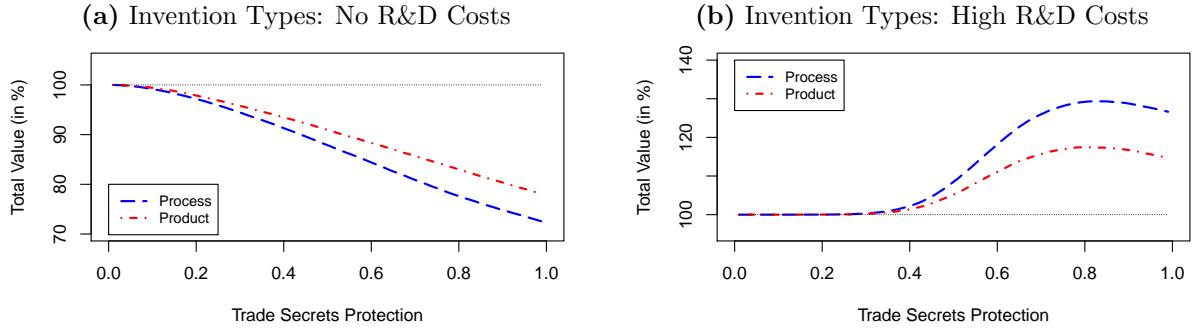 (a) Invention Types: No R&D Costs
Total Value (in %)
100
90
80
70
Process
Product
0.0 0.2 0.4 0.6 0.8 1.0
Trade Secrets Protection
(b) Invention Types: High R&D Costs
Total Value (in %)
140
120
100
Process
Product
0.0 0.2 0.4 0.6 0.8 1.0
Trade Secrets Protection